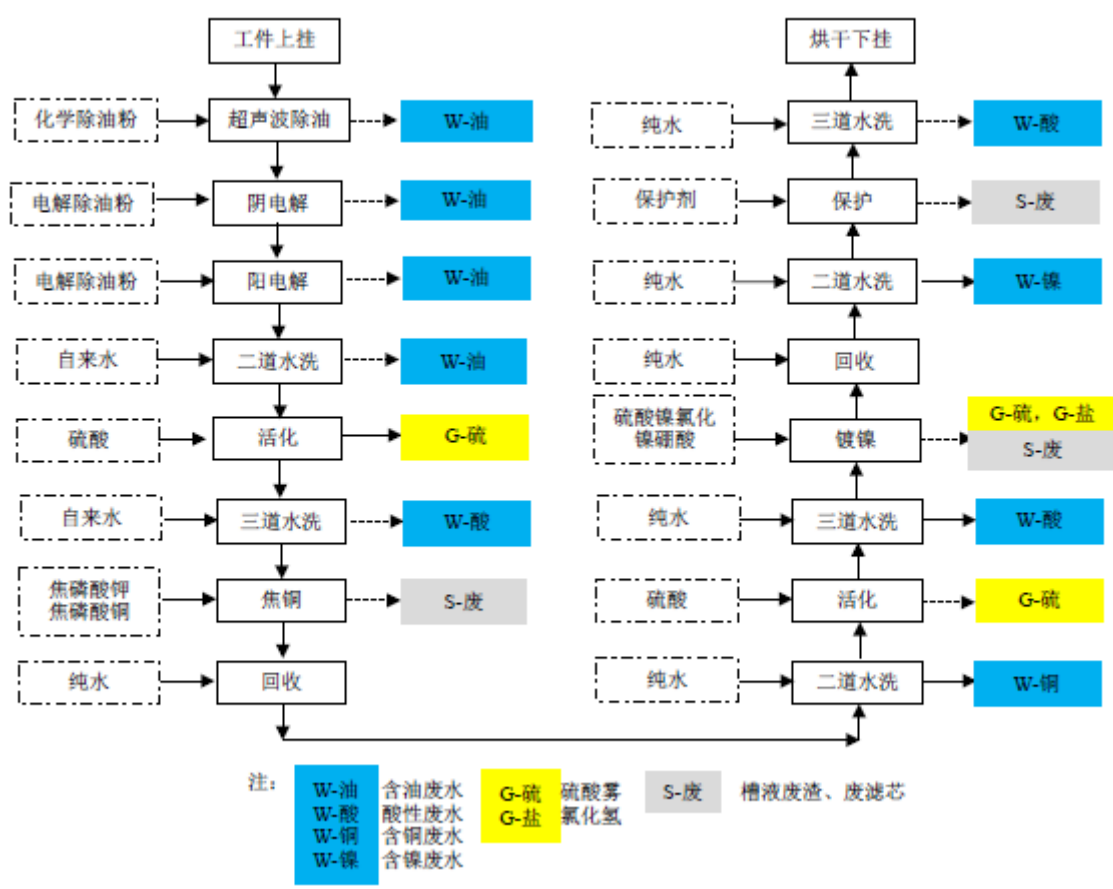 工件上挂
化学除油粉
超声波除油
W-油
电解除油粉
阴电解
W-油
电解除油粉
阳电解
W-油
自来水
二道水洗
W-油
硫酸
活化
G-硫
自来水
三道水洗
W-酸
焦磷酸钾
焦磷酸铜
焦铜
S-废
纯水
回收
烘干下挂
纯水
三道水洗
W-酸
保护剂
保护
S-废
纯水
二道水洗
W-镍
纯水
回收
硫酸镍氯化
镍硼酸
镀镍
G-硫，G-盐
S-废
纯水
三道水洗
W-酸
硫酸
活化
G-硫
纯水
二道水洗
W-铜
注：
W-油 含油废水
W-酸 酸性废水
W-铜 含铜废水
W-镍 含镍废水
G-硫 硫酸雾
G-盐 氯化氢
S-废 槽液废渣、废滤芯